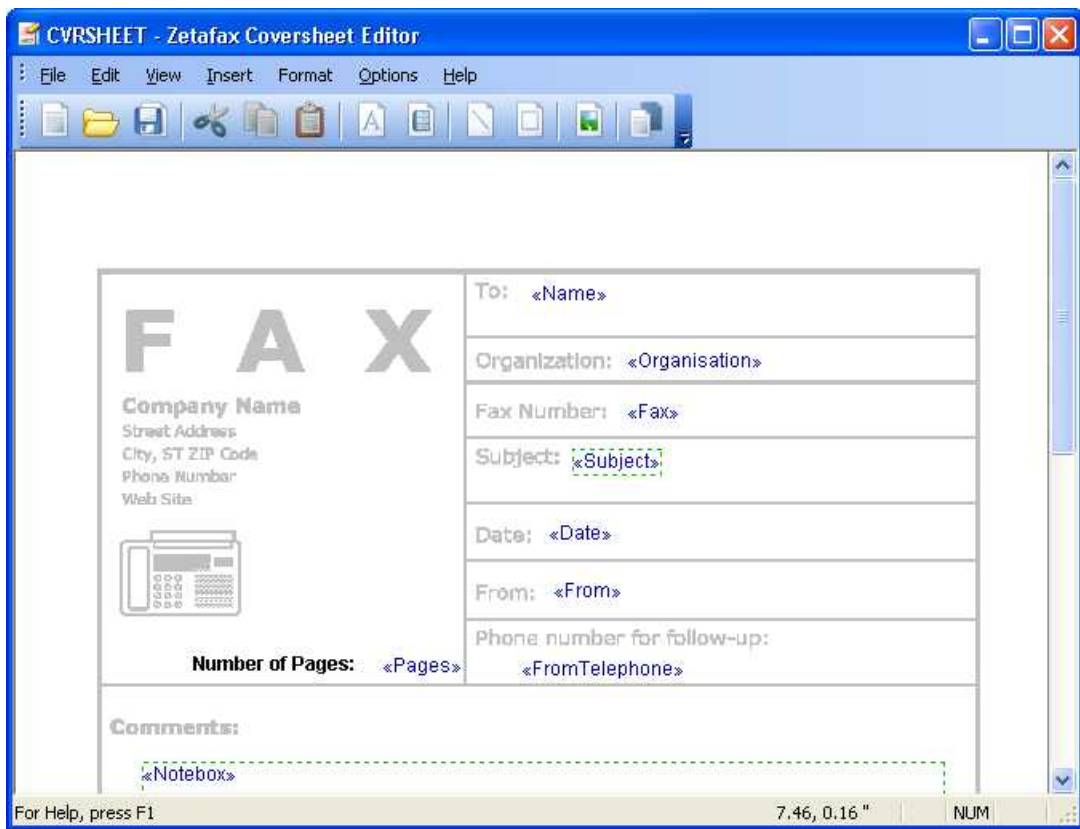 CVRSHEET - Zetafax Coversheet Editor
File Edit View Insert Format Options Help
A
FAX
Company Name
Street Address
City, ST ZIP Code
Phone Number
Web Site
Number of Pages: «Pages»
To: «Name»
Organization: «Organisation»
Fax Number: «Fax»
Subject: «Subject»
Date: «Date»
From: «From»
Phone number for follow-up:
«FromTelephone»
Comments:
«Notebox»
For Help, press F1 7.46, 0.16 " NUM